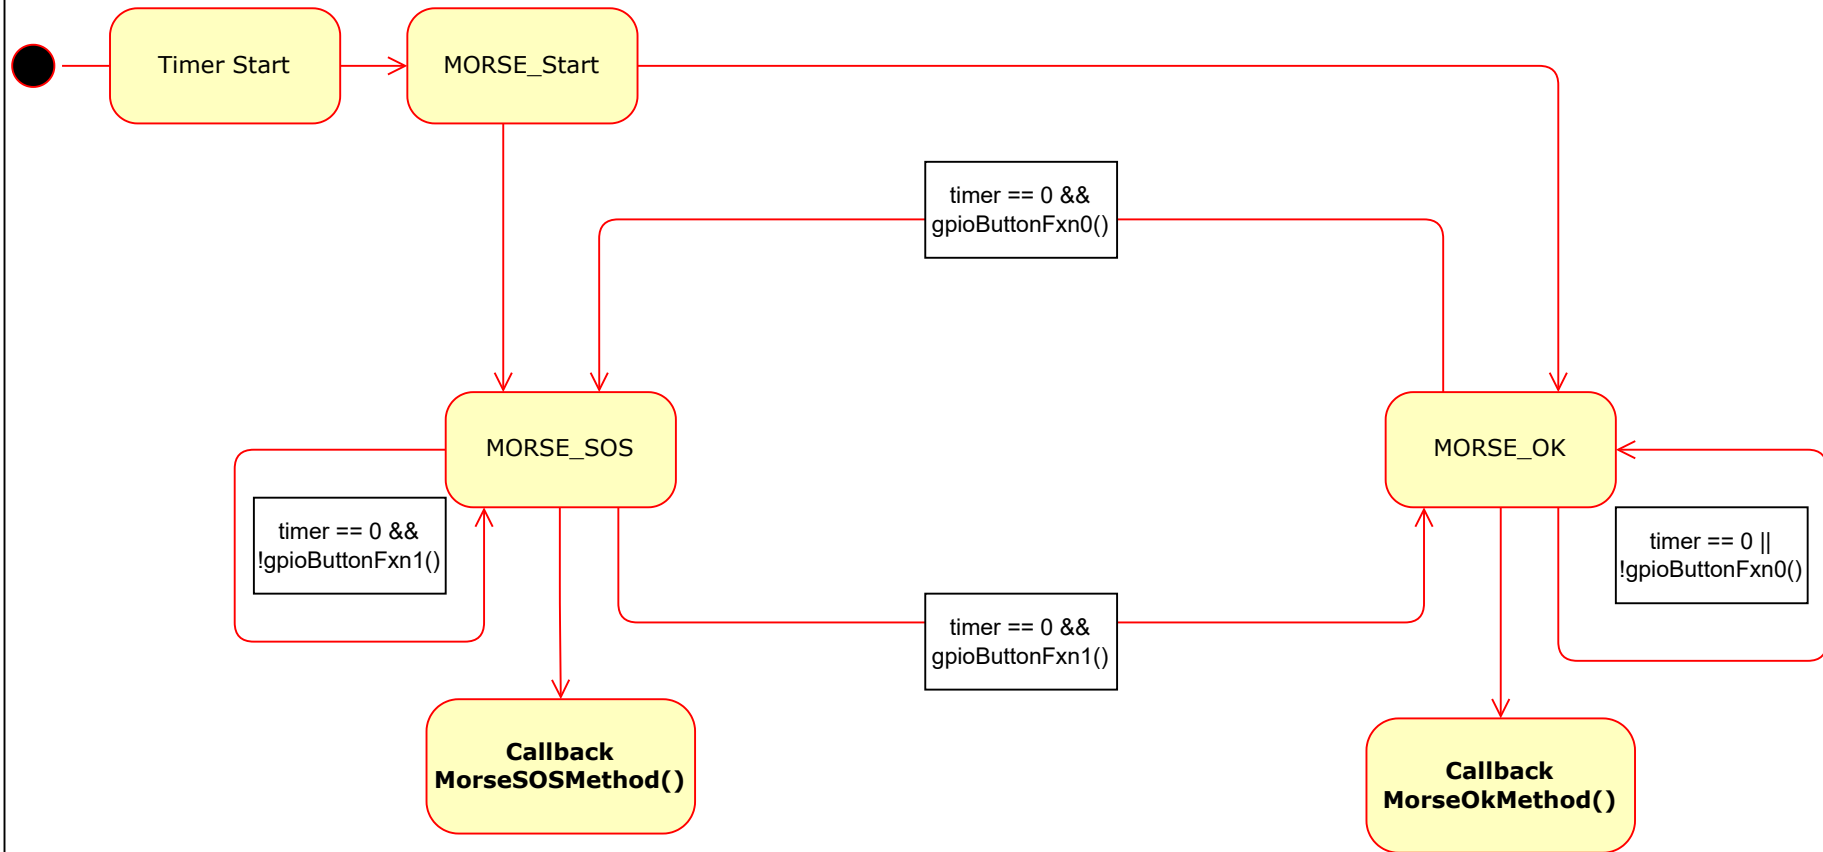 Timer Start
MORSE_Start
timer == 0 &&
gpioButtonFxn0()
MORSE_SOS
MORSE_OK
timer == 0 &&
!gpioButtonFxn1()
timer == 0 ||
!gpioButtonFxn0()
timer == 0 &&
gpioButtonFxn1()
Callback
MorseSOSMethod()
Callback
MorseOkMethod()